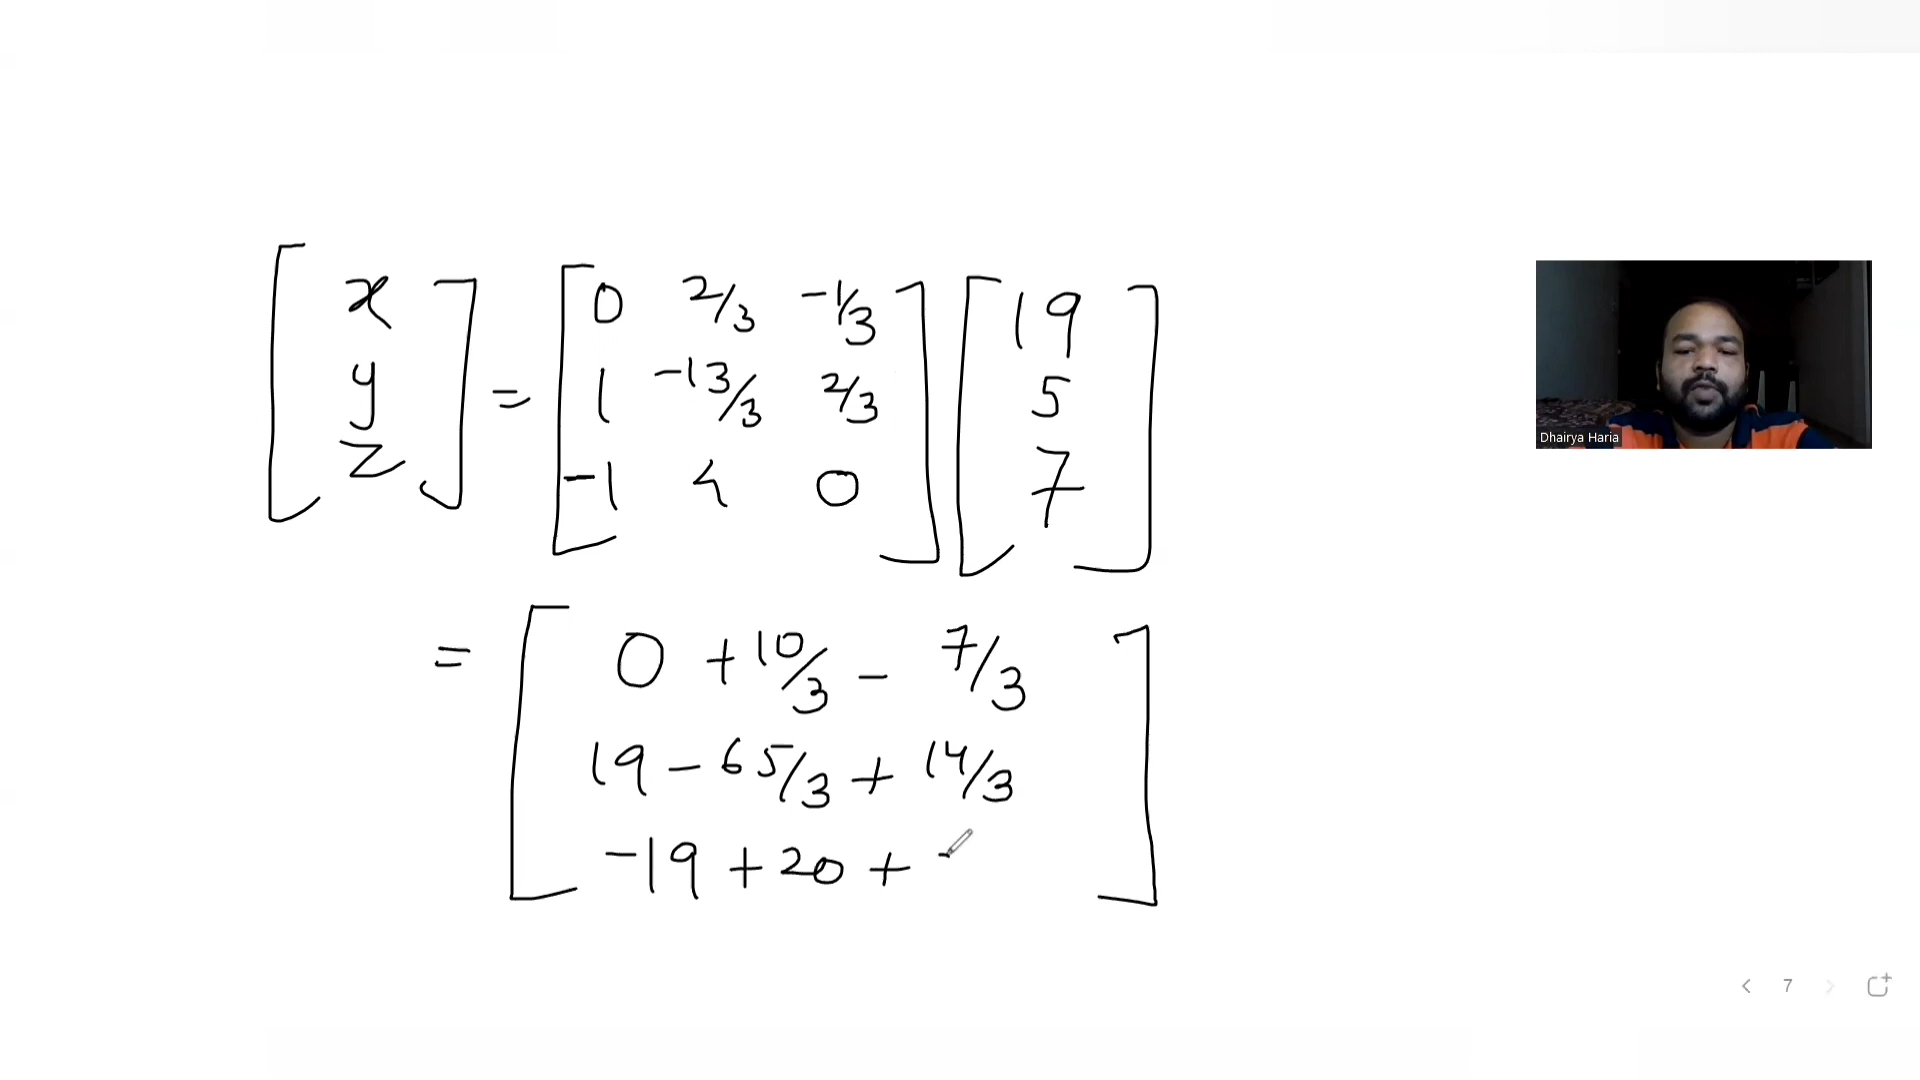 x 0 2/3 -1/3 19
y = 1 -13/3 2/3 5
z -1 4 0 7
= 0 + 10/3 - 7/3
19 - 65/3 + 14/3
-19 + 20 +
Dhairya Haria
< 7 >